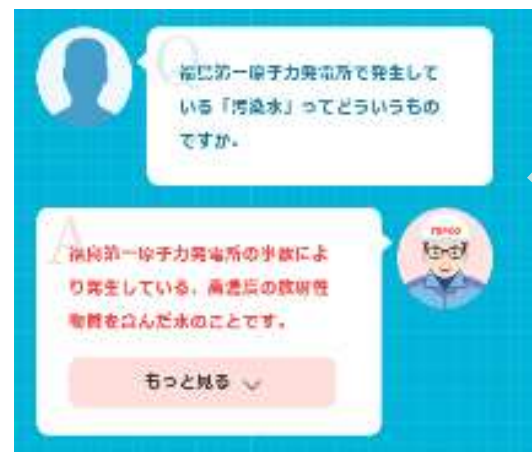 Q
福島第一原子力発電所で発生して
いる「汚染水」ってどういうもの
ですか。
A
福島第一原子力発電所の事故によ
り発生している、高濃度の放射性
物質を含んだ水のことです。
TEPCO
もっと見る